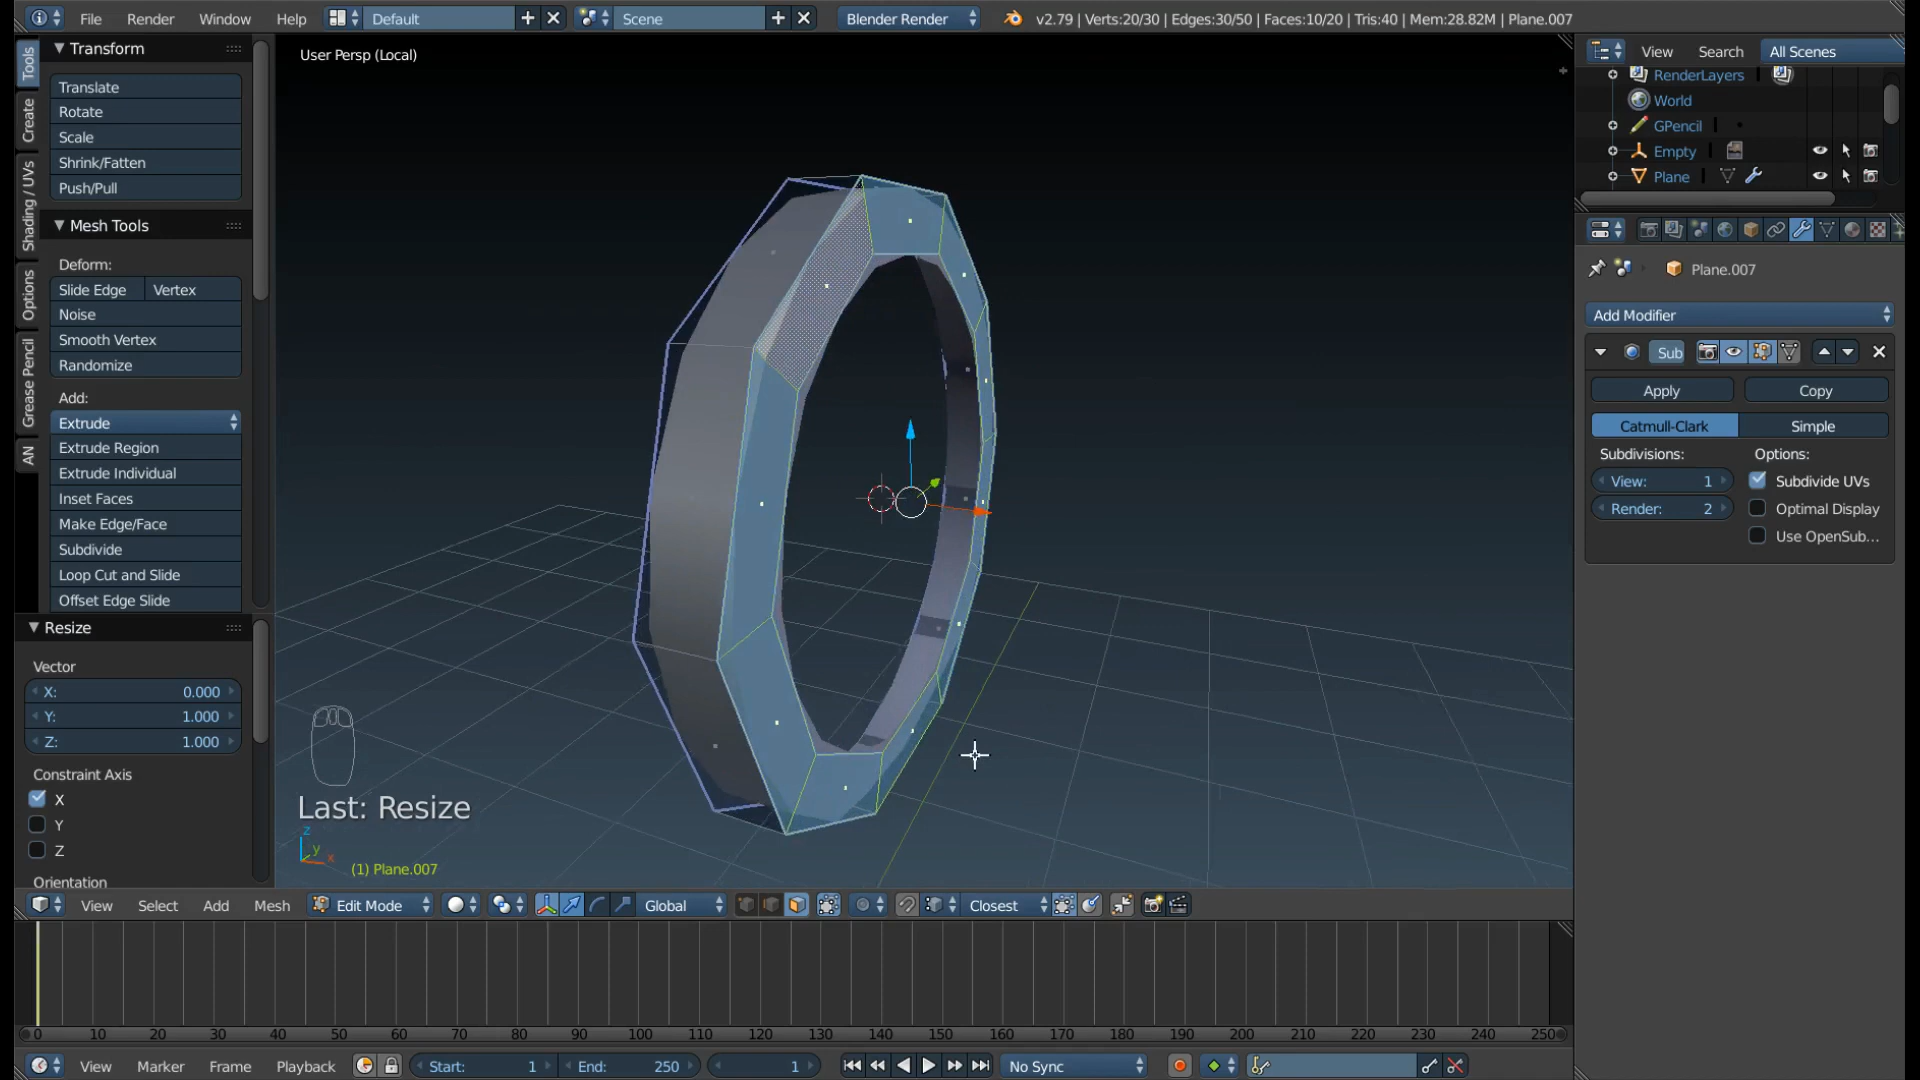 File Render Window Help Default Scene Blender Render v2.79 | Verts:20/30 | Edges:30/50 | Faces:10/20 | Tris:40 | Mem:28.82M | Plane.007
Tools
Create
Shading / UVs
Options
Grease Pencil
AN
Transform
Translate
Rotate
Scale
Shrink/Fatten
Push/Pull
Mesh Tools
Deform:
Slide Edge Vertex
Noise
Smooth Vertex
Randomize
Add:
Extrude
Extrude Region
Extrude Individual
Inset Faces
Make Edge/Face
Subdivide
Loop Cut and Slide
Offset Edge Slide
Resize
Vector
X: 0.000
Y: 1.000
Z: 1.000
Constraint Axis
X
Y
Z
Orientation
User Persp (Local)
Last: Resize
z
y
x
(1) Plane.007
View Search All Scenes
RenderLayers
World
GPencil
Empty
Plane
Plane.007
Add Modifier
Sub
Apply Copy
Catmull-Clark Simple
Subdivisions: Options:
View: 1 Subdivide UVs
Render: 2 Optimal Display
Use OpenSub...
View Select Add Mesh Edit Mode Global Closest
0 10 20 30 40 50 60 70 80 90 100 110 120 130 140 150 160 170 180 190 200 210 220 230 240 250
View Marker Frame Playback Start: 1 End: 250 1 No Sync